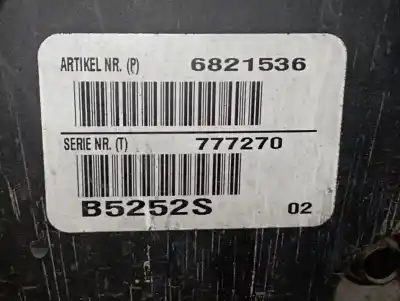 ARTIKEL NR. (P) 6821536
SERIE NR. (T) 777270
B5252S 02